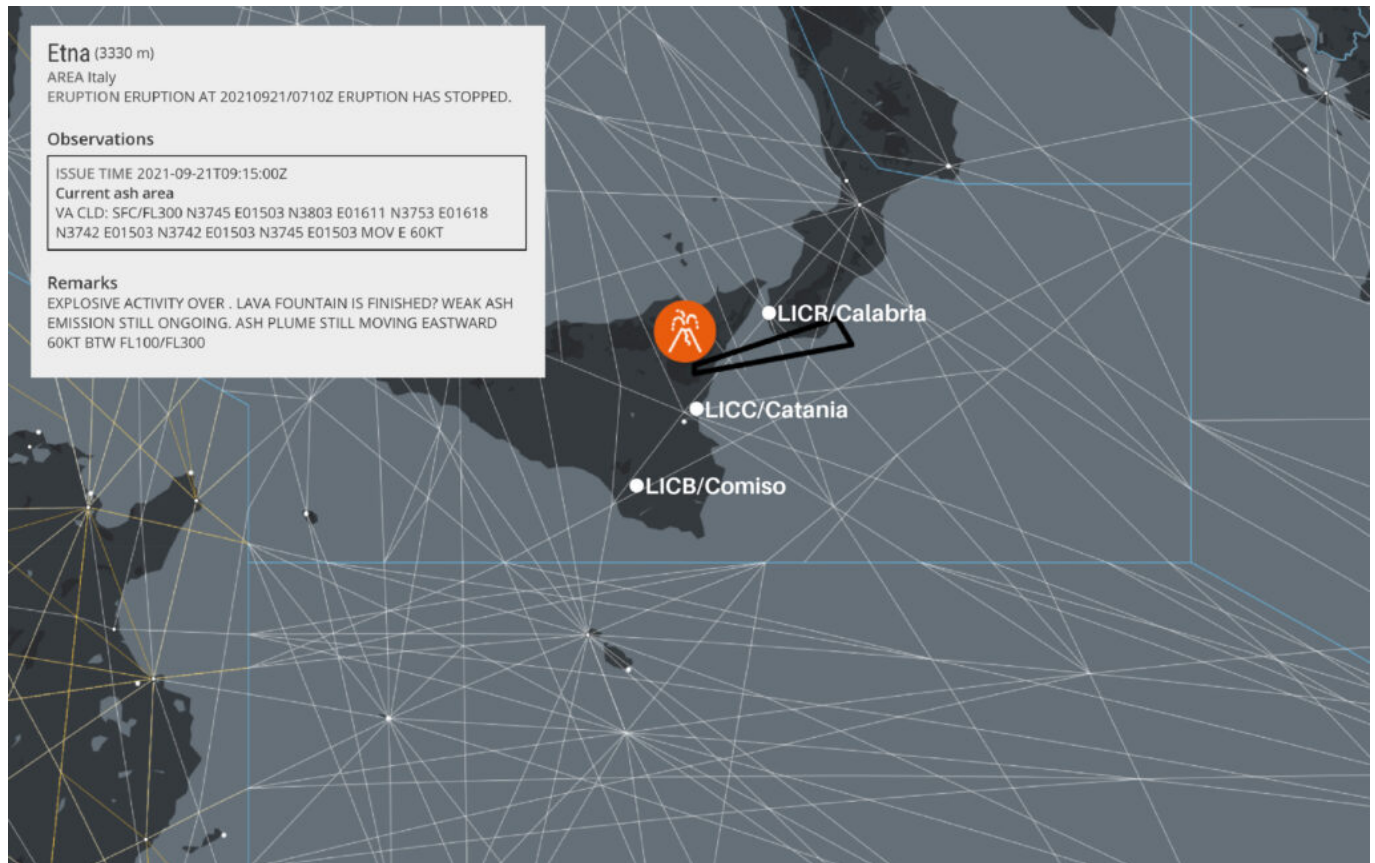 Etna (3330 m)
AREA Italy
ERUPTION ERUPTION AT 20210921/0710Z ERUPTION HAS STOPPED.
Observations
ISSUE TIME 2021-09-21T09:15:00Z
Current ash area
VA CLD: SFC/FL300 N3745 E01503 N3803 E01611 N3753 E01618
N3742 E01503 N3742 E01503 N3745 E01503 MOV E 60KT
Remarks
EXPLOSIVE ACTIVITY OVER . LAVA FOUNTAIN IS FINISHED? WEAK ASH
EMISSION STILL ONGOING. ASH PLUME STILL MOVING EASTWARD
60KT BTW FL100/FL300
LICR/Calabria
LICC/Catania
LICB/Comiso